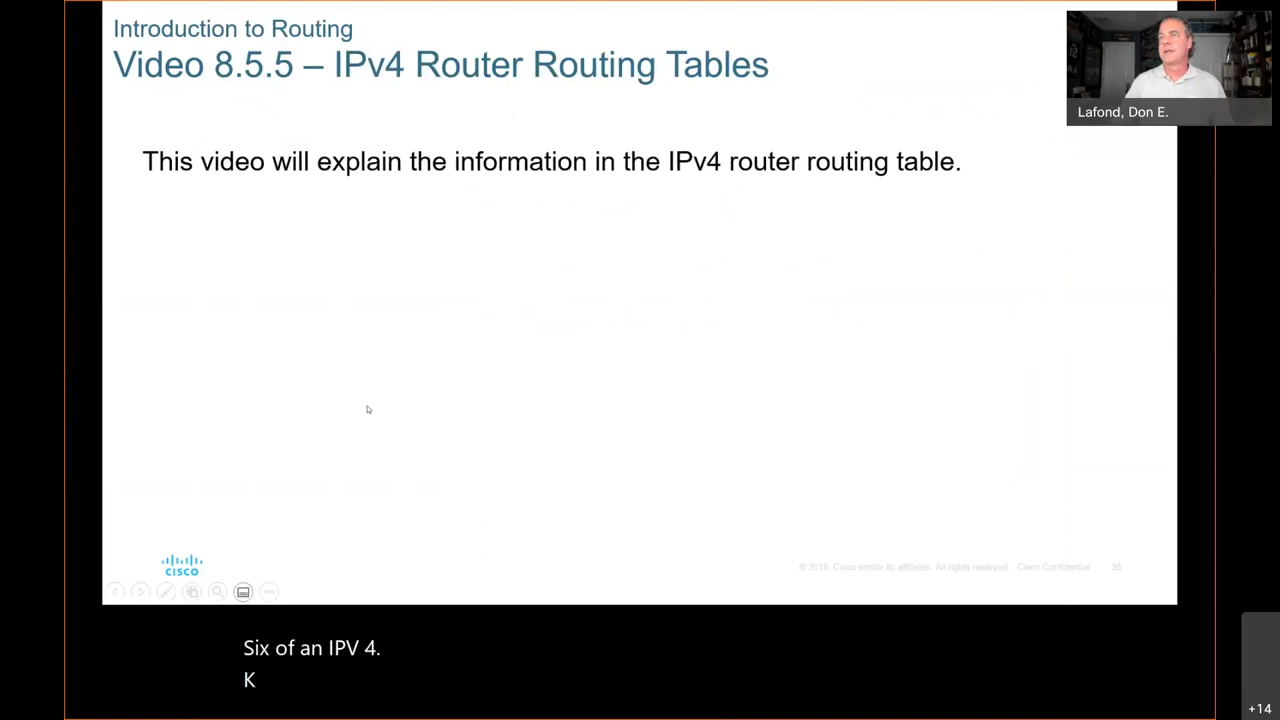 Introduction to Routing
Video 8.5.5 – IPv4 Router Routing Tables
Lafond, Don E.
This video will explain the information in the IPv4 router routing table.
CISCO
© 2016 Cisco and/or its affiliates. All rights reserved. Cisco Confidential 35
Six of an IPV 4.
K
+14